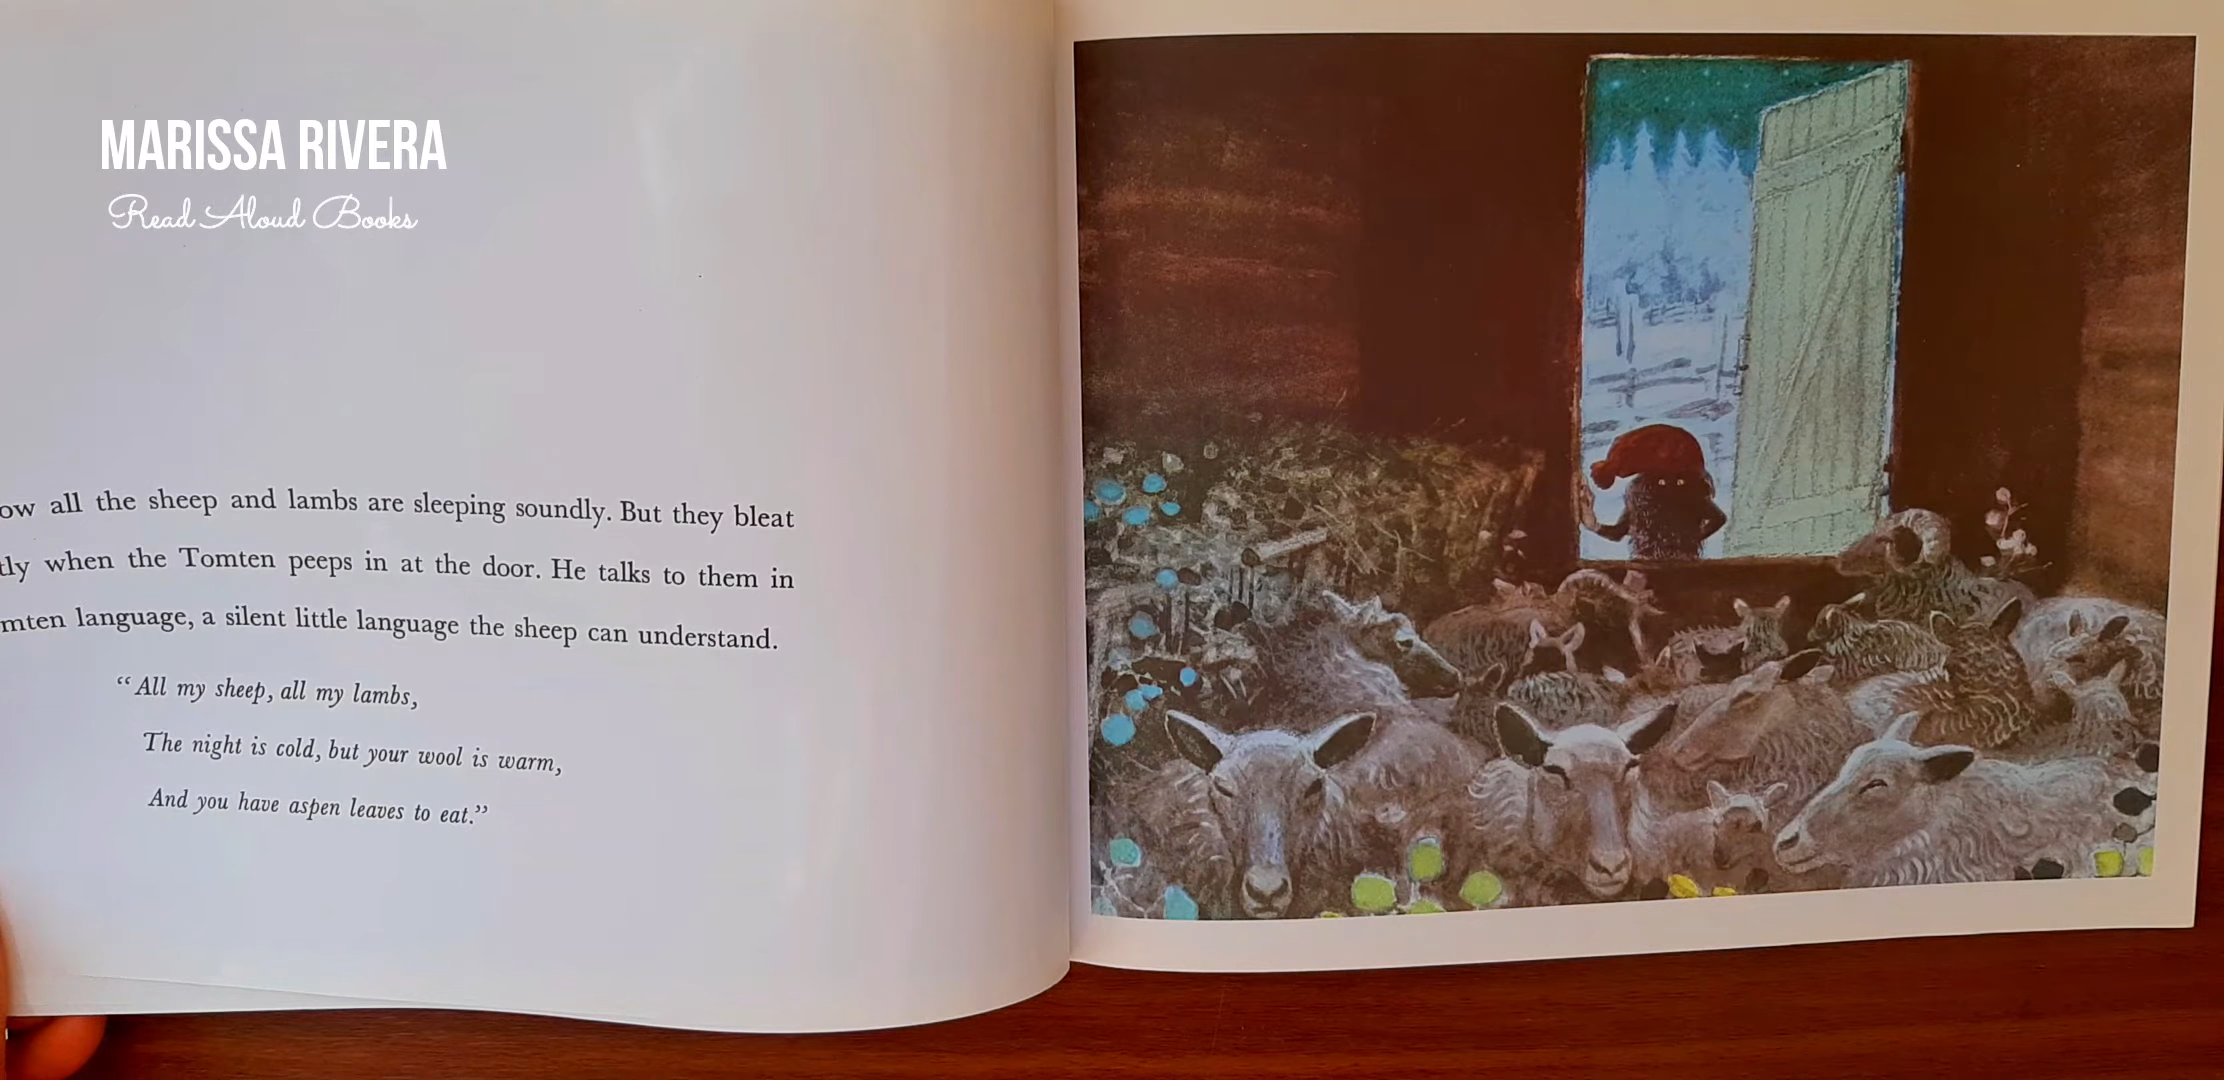 MARISSA RIVERA
Read Aloud Books
ow all the sheep and lambs are sleeping soundly. But they bleat
tly when the Tomten peeps in at the door. He talks to them in
mten language, a silent little language the sheep can understand.
“All my sheep, all my lambs,
The night is cold, but your wool is warm,
And you have aspen leaves to eat.”